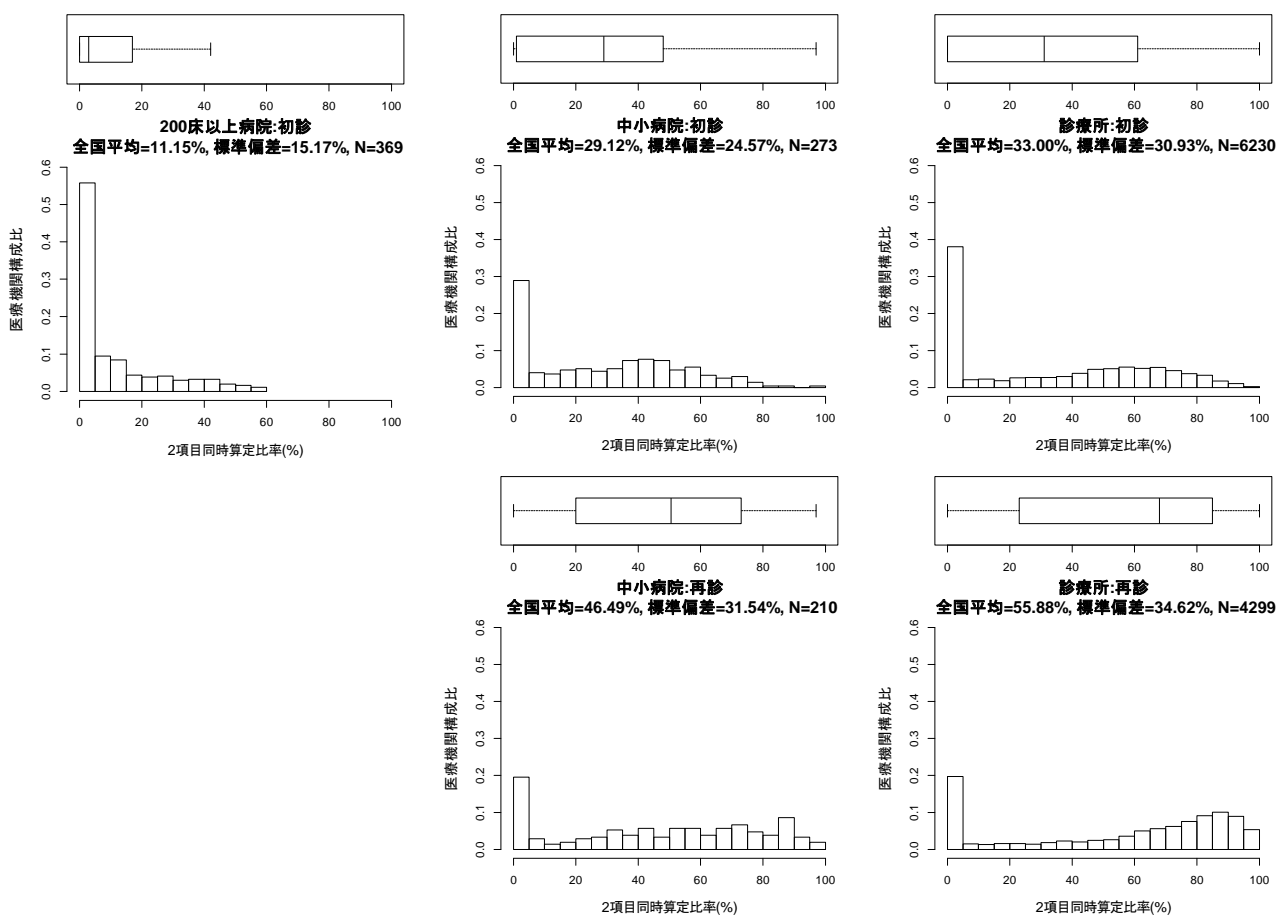 0 20 40 60 80 100
200床以上病院:初診
全国平均=11.15%, 標準偏差=15.17%, N=369
医療機関構成比
0.0 0.1 0.2 0.3 0.4 0.5 0.6
0 20 40 60 80 100
2項目同時算定比率(%)
0 20 40 60 80 100
中小病院:初診
全国平均=29.12%, 標準偏差=24.57%, N=273
医療機関構成比
0.0 0.1 0.2 0.3 0.4 0.5 0.6
0 20 40 60 80 100
2項目同時算定比率(%)
0 20 40 60 80 100
診療所:初診
全国平均=33.00%, 標準偏差=30.93%, N=6230
医療機関構成比
0.0 0.1 0.2 0.3 0.4 0.5 0.6
0 20 40 60 80 100
2項目同時算定比率(%)
0 20 40 60 80 100
中小病院:再診
全国平均=46.49%, 標準偏差=31.54%, N=210
医療機関構成比
0.0 0.1 0.2 0.3 0.4 0.5 0.6
0 20 40 60 80 100
2項目同時算定比率(%)
0 20 40 60 80 100
診療所:再診
全国平均=55.88%, 標準偏差=34.62%, N=4299
医療機関構成比
0.0 0.1 0.2 0.3 0.4 0.5 0.6
0 20 40 60 80 100
2項目同時算定比率(%)